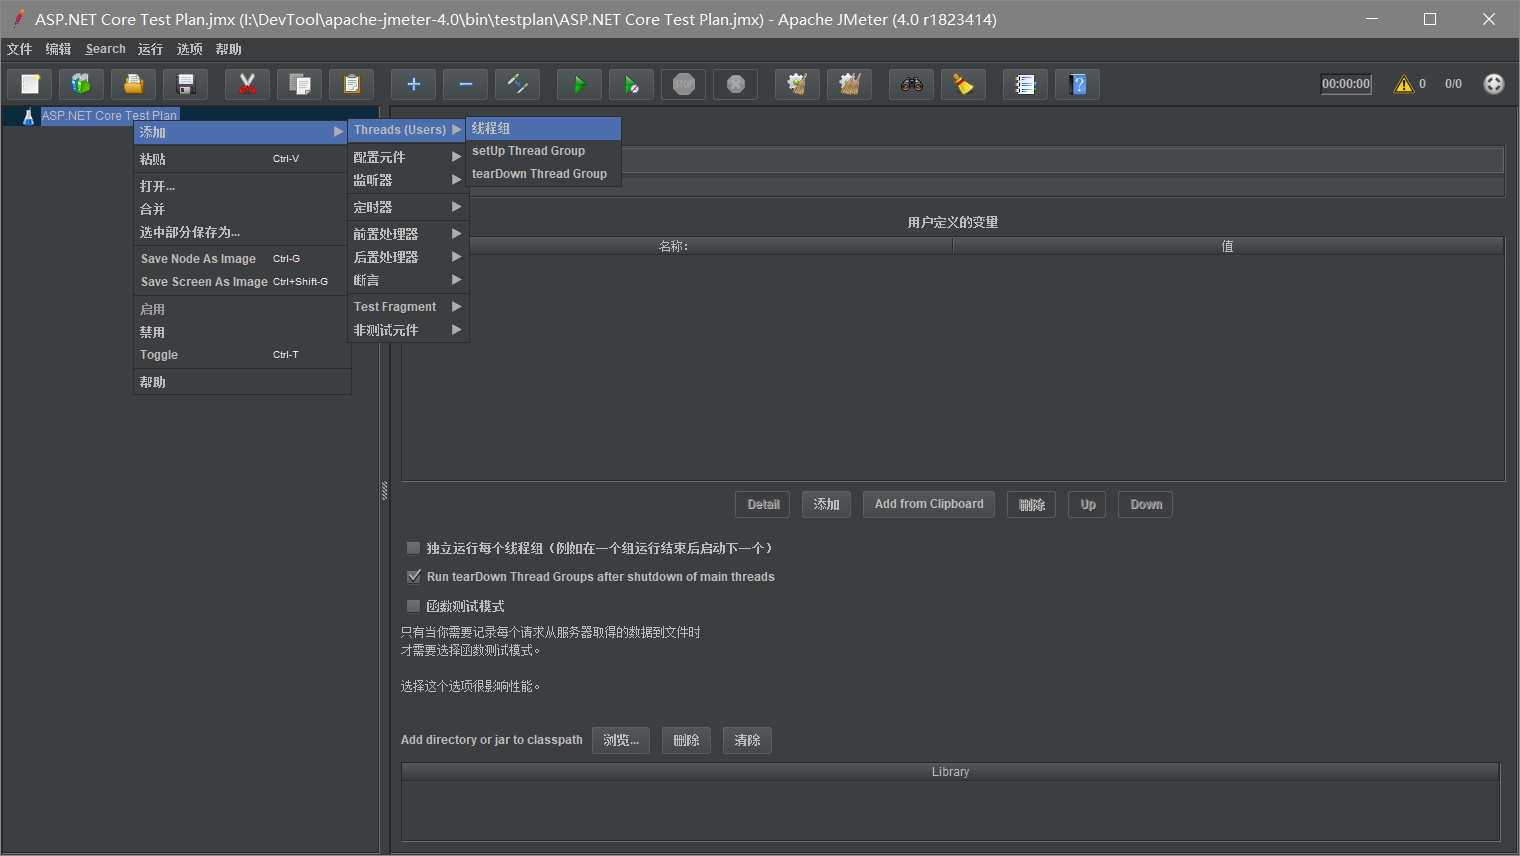 ASP.NET Core Test Plan.jmx (I:\DevTool\apache-jmeter-4.0\bin\testplan\ASP.NET Core Test Plan.jmx) - Apache JMeter (4.0 r1823414)
文件 编辑 Search 运行 选项 帮助
00:00:00 0 0/0
ASP.NET Core Test Plan
添加
粘贴 Ctrl-V
打开...
合并
选中部分保存为...
Save Node As Image Ctrl-G
Save Screen As Image Ctrl+Shift-G
启用
禁用
Toggle Ctrl-T
帮助
Threads (Users)
配置元件
监听器
定时器
前置处理器
后置处理器
断言
Test Fragment
非测试元件
线程组
setUp Thread Group
tearDown Thread Group
用户定义的变量
名称: 值
Detail 添加 Add from Clipboard 删除 Up Down
独立运行每个线程组（例如在一个组运行结束后启动下一个）
Run tearDown Thread Groups after shutdown of main threads
函数测试模式
只有当你需要记录每个请求从服务器取得的数据到文件时
才需要选择函数测试模式。
选择这个选项很影响性能。
Add directory or jar to classpath 浏览... 删除 清除
Library